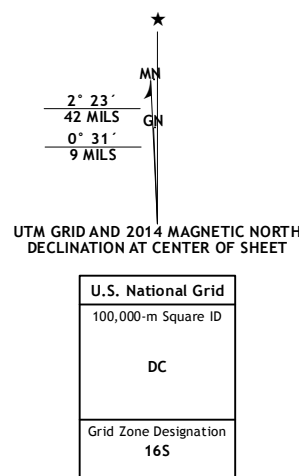 ★
MN
2° 23´
42 MILS
GN
0° 31´
9 MILS
UTM GRID AND 2014 MAGNETIC NORTH
DECLINATION AT CENTER OF SHEET
U.S. National Grid
100,000-m Square ID
DC
Grid Zone Designation
16S